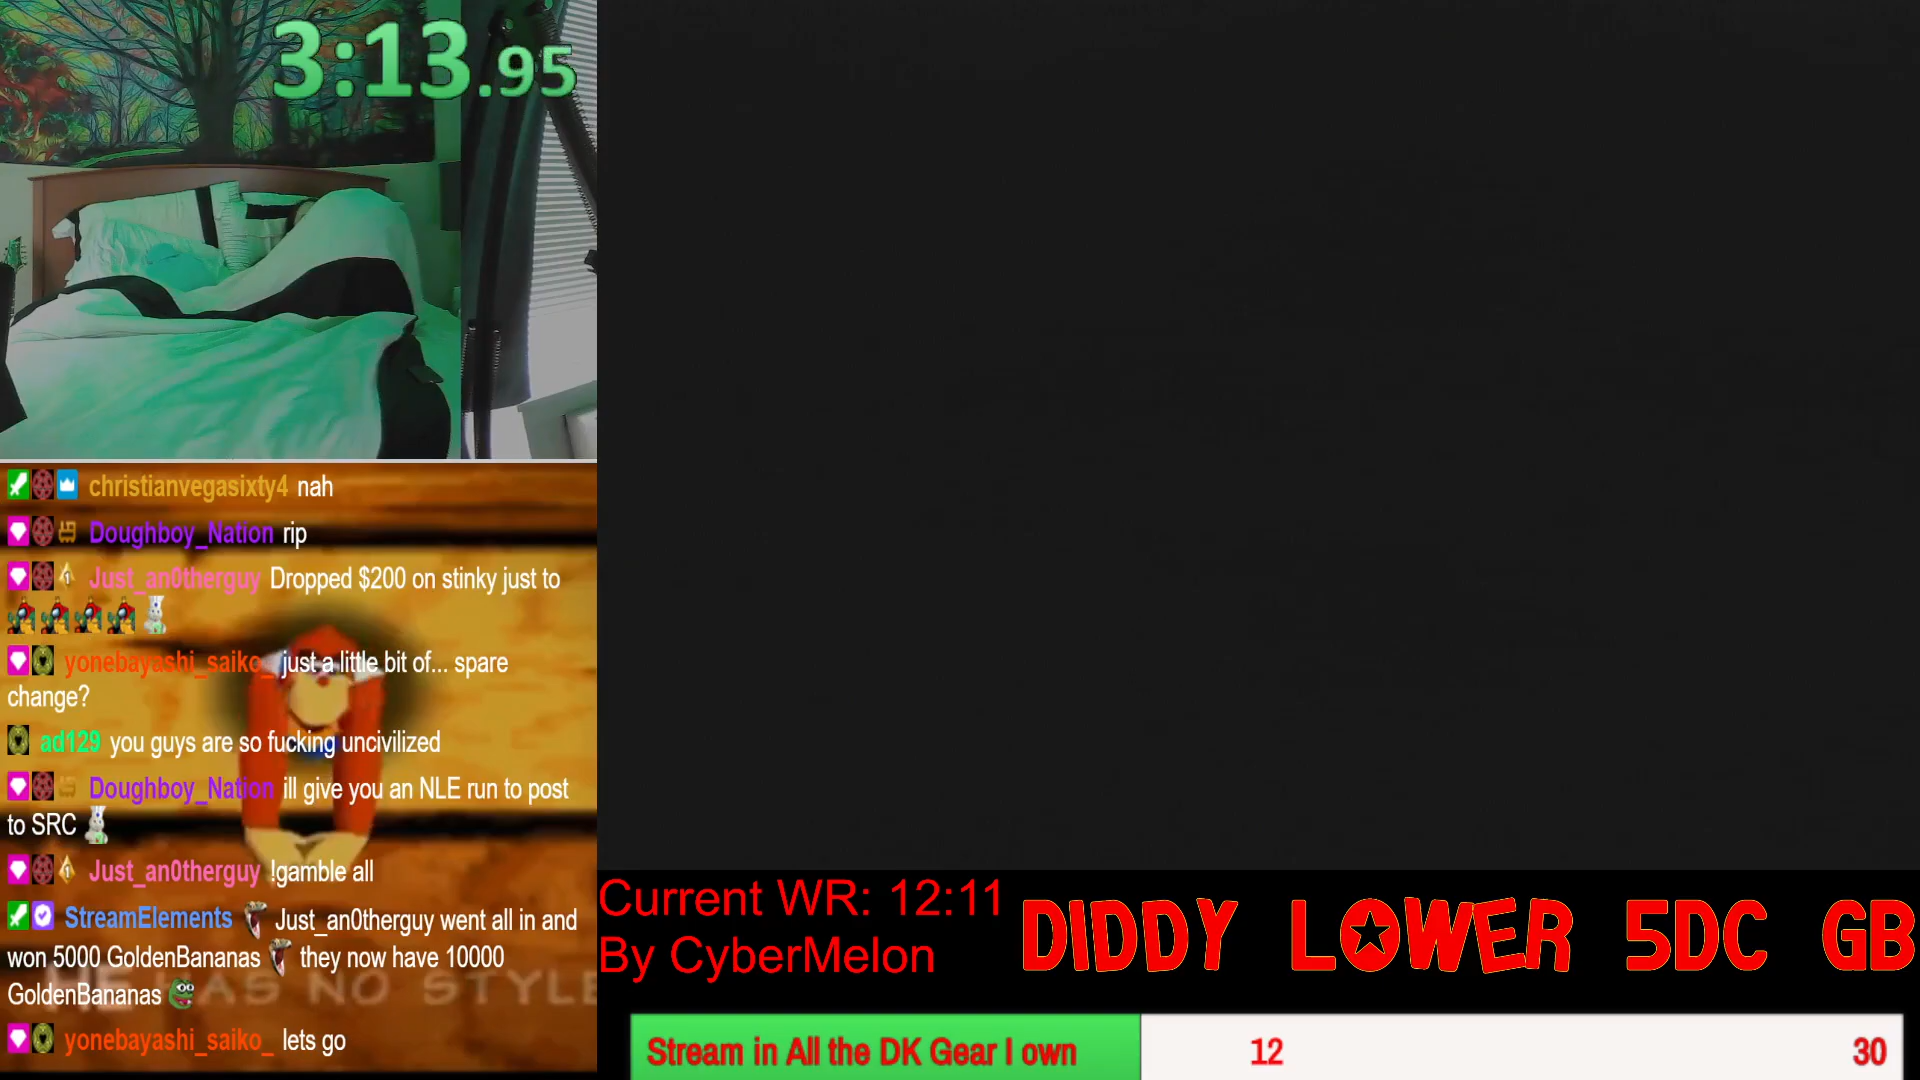 3:13.95
christianvegasixty4 nah
Doughboy_Nation rip
Just_an0therguy Dropped $200 on stinky just to
yonebayashi_saiko_ just a little bit of... spare
change?
ad129 you guys are so fucking uncivilized
Doughboy_Nation ill give you an NLE run to post
to SRC
Just_an0therguy !gamble all
StreamElements Just_an0therguy went all in and
won 5000 GoldenBananas they now have 10000
GoldenBananas
HE HAS NO STYLE
yonebayashi_saiko_ lets go
Current WR: 12:11
By CyberMelon
DIDDY LOWER 5DC GB
Stream in All the DK Gear I own 12 30